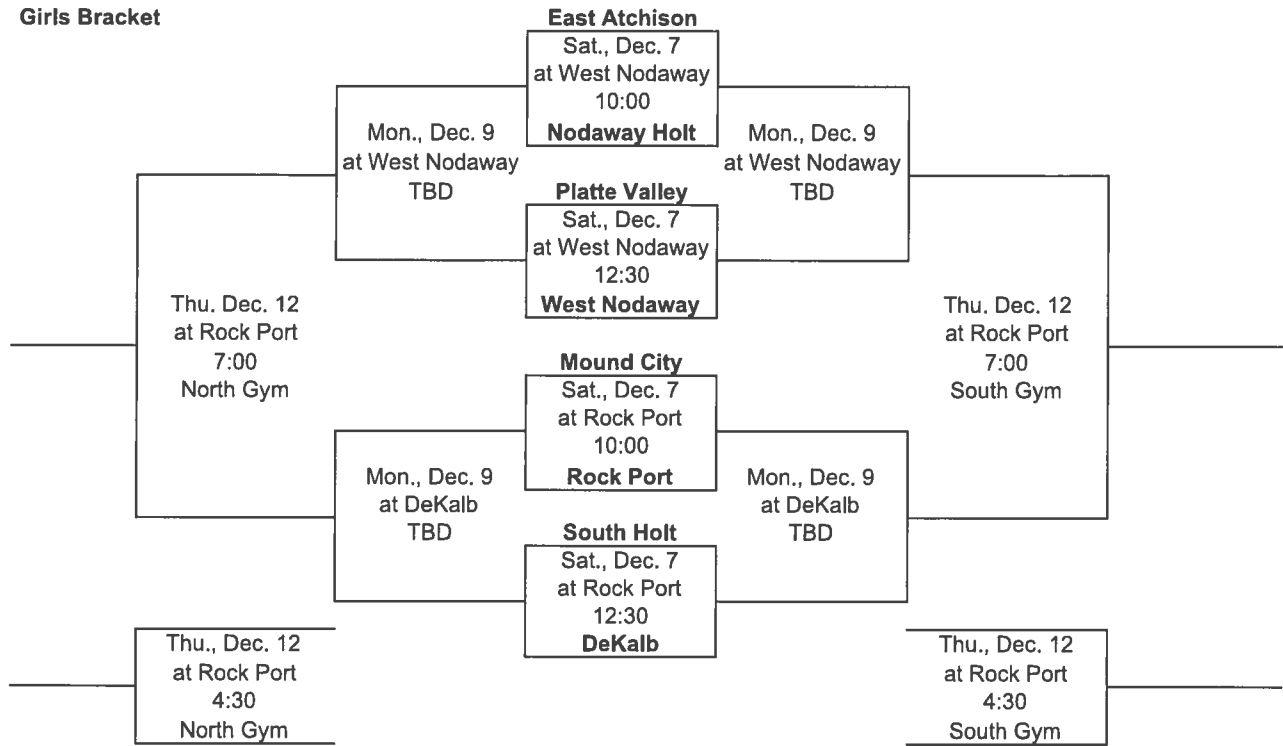 Girls Bracket
East Atchison
Sat., Dec. 7
at West Nodaway
10:00
Nodaway Holt
Mon., Dec. 9
at West Nodaway
TBD
Mon., Dec. 9
at West Nodaway
TBD
Platte Valley
Sat., Dec. 7
at West Nodaway
12:30
West Nodaway
Thu. Dec. 12
at Rock Port
7:00
North Gym
Thu. Dec. 12
at Rock Port
7:00
South Gym
Mound City
Sat., Dec. 7
at Rock Port
10:00
Rock Port
Mon., Dec. 9
at DeKalb
TBD
Mon., Dec. 9
at DeKalb
TBD
South Holt
Sat., Dec. 7
at Rock Port
12:30
DeKalb
Thu., Dec. 12
at Rock Port
4:30
North Gym
Thu., Dec. 12
at Rock Port
4:30
South Gym